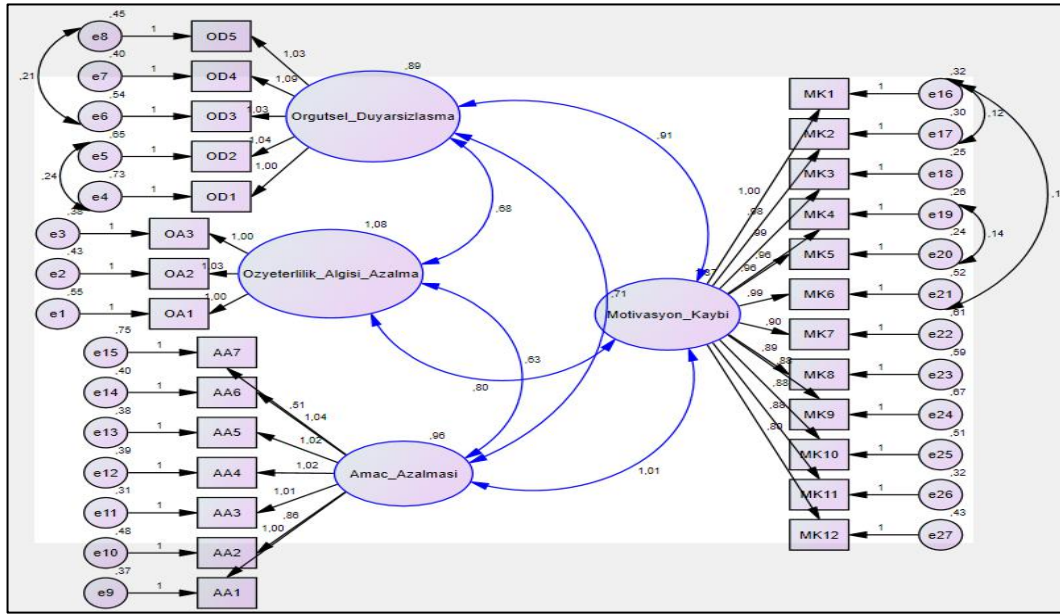 ,45
e8 1 OD5
,40
e7 1 OD4
,54
e6 1 OD3
,65
e5 1 OD2
,73
e4 1 OD1
,21
,24
1,03
1,09
1,03
1,04
1,00
,89
Orgutsel_Duyarsizlasma
,38
e3 1 OA3
,43
e2 1 OA2
,55
e1 1 OA1
1,00
1,03
1,00
1,08
Ozyeterlilik_Algisi_Azalma
,75
e15 1 AA7
,40
e14 1 AA6
,38
e13 1 AA5
,39
e12 1 AA4
,31
e11 1 AA3
,48
e10 1 AA2
,37
e9 1 AA1
,51
1,04
1,02
1,02
1,01
,86
1,00
,96
Amac_Azalmasi
,91
,68
,71
,63
,80
1,01
Motivasyon_Kaybi
1,00
,98
,99
,96
,96
,99
,90
,89
,88
,88
,88
MK1 1 e16
,32
MK2 1 e17
,30
MK3 1 e18
,25
MK4 1 e19
,26
MK5 1 e20
,24
MK6 1 e21
,52
MK7 1 e22
,61
MK8 1 e23
,59
MK9 1 e24
,67
MK10 1 e25
,51
MK11 1 e26
,32
MK12 1 e27
,43
,12
,14